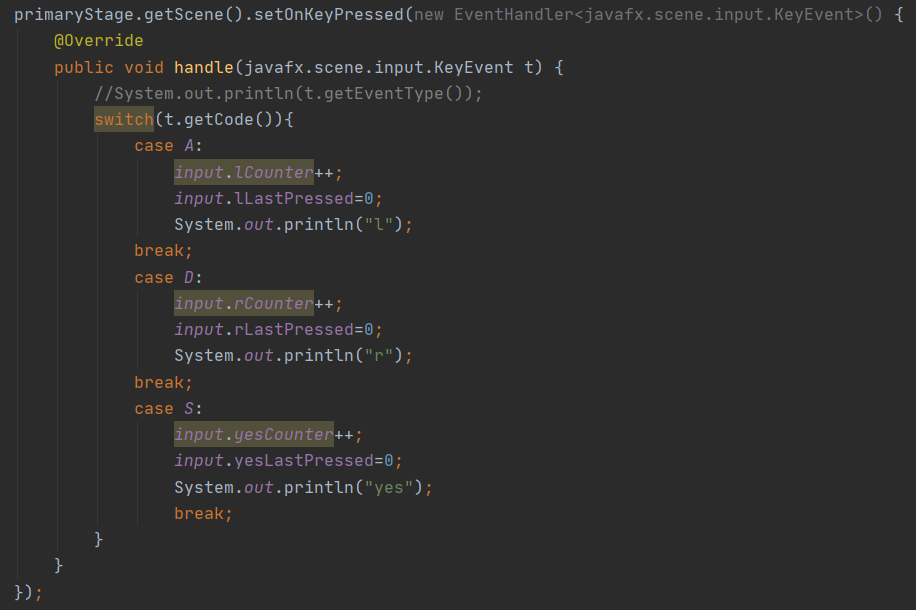 primaryStage.getScene().setOnKeyPressed(new EventHandler<javafx.scene.input.KeyEvent>() {
    @Override
    public void handle(javafx.scene.input.KeyEvent t) {
        //System.out.println(t.getEventType());
        switch(t.getCode()){
            case A:
                input.lCounter++;
                input.lLastPressed=0;
                System.out.println("l");
            break;
            case D:
                input.rCounter++;
                input.rLastPressed=0;
                System.out.println("r");
            break;
            case S:
                input.yesCounter++;
                input.yesLastPressed=0;
                System.out.println("yes");
                break;
        }
    }
});